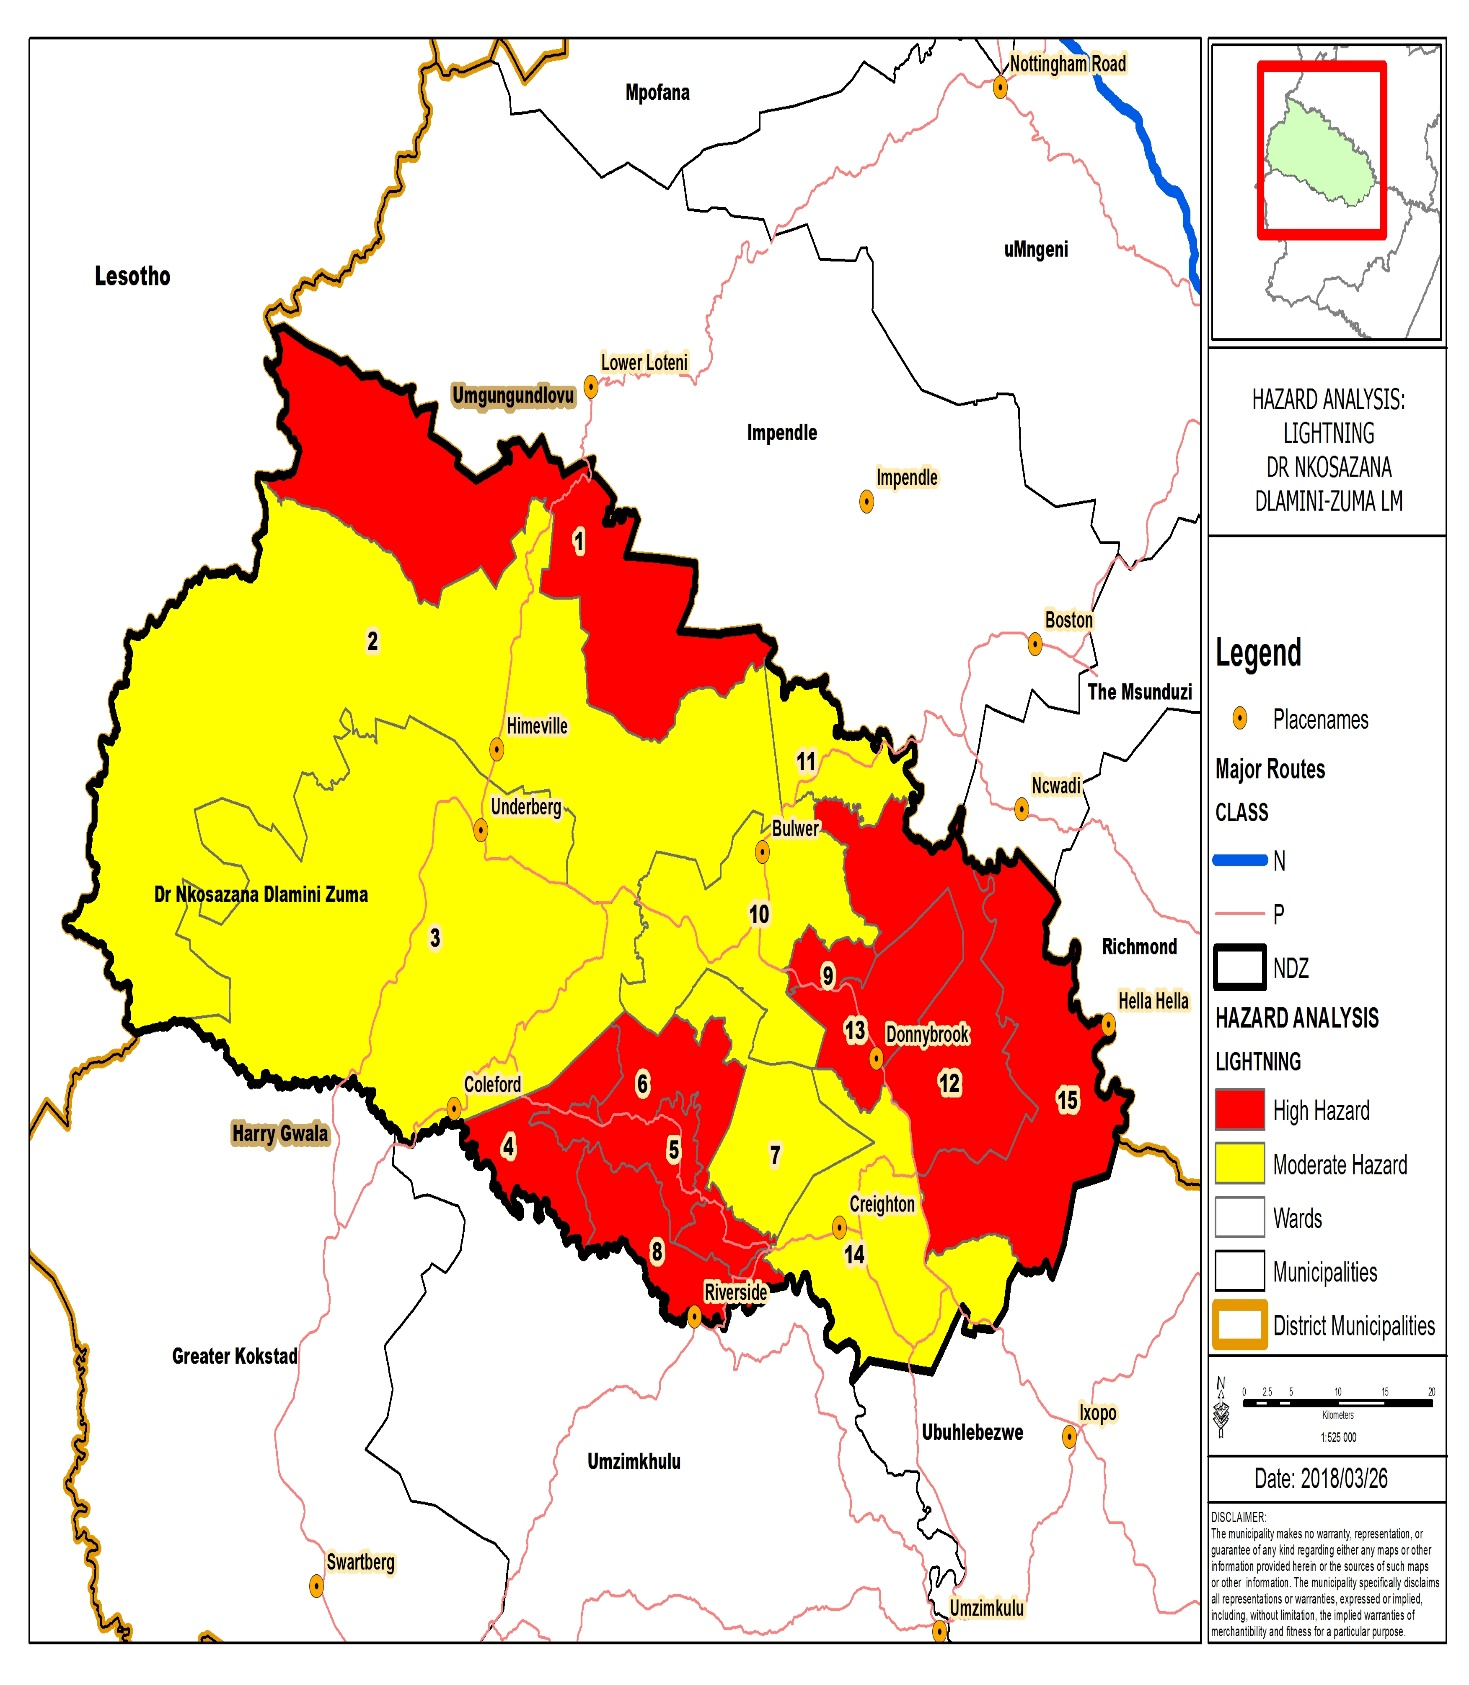 Nottingham Road
Mpofana
uMngeni
Lesotho
Lower Loteni
Umgungundlovu
Impendle
Impendle
1
Boston
2
The Msunduzi
Himeville
11
Ncwadi
Underberg
Bulwer
Dr Nkosazana Dlamini Zuma
10
3
Richmond
9
Hella Hella
13
Donnybrook
6
12
Coleford
15
Harry Gwala
4
5
7
Creighton
8
14
Riverside
Greater Kokstad
Ixopo
Ubuhlebezwe
Umzimkhulu
Swartberg
Umzimkulu
HAZARD ANALYSIS:
LIGHTNING
DR NKOSAZANA
DLAMINI-ZUMA LM
Legend
Placenames
Major Routes
CLASS
N
P
NDZ
HAZARD ANALYSIS
LIGHTNING
High Hazard
Moderate Hazard
Wards
Municipalities
District Municipalities
N
0 2.5 5 10 15 20
Kilometers
1:525 000
Date: 2018/03/26
DISCLAIMER:
The municipality makes no warranty, representation, or
guarantee of any kind regarding either any maps or other
information provided herein or the sources of such maps
or other information. The municipality specifically disclaims
all representations or warranties, expressed or implied,
including, without limitation, the implied warranties of
merchantibility and fitness for a particular purpose.